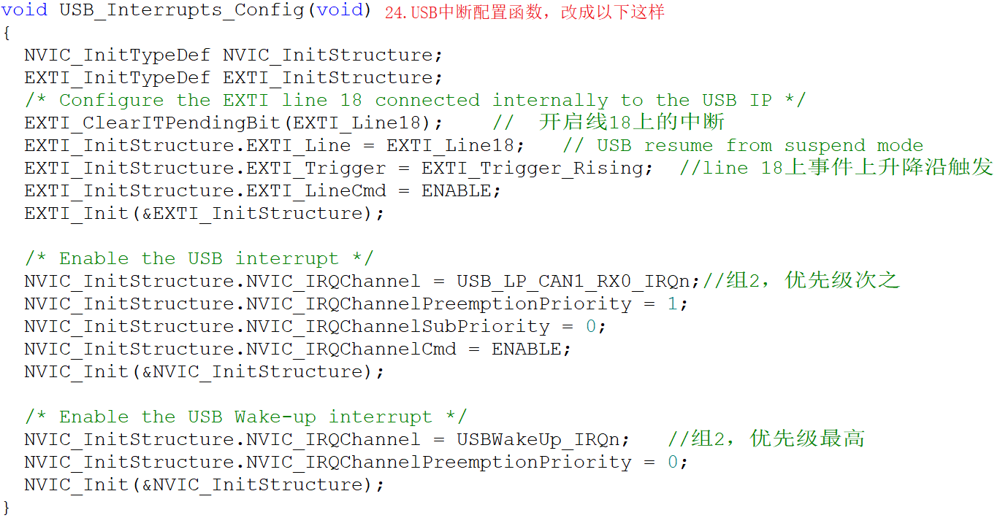 void USB_Interrupts_Config(void) 24.USB中断配置函数，改成以下这样
{
  NVIC_InitTypeDef NVIC_InitStructure;
  EXTI_InitTypeDef EXTI_InitStructure;
  /* Configure the EXTI line 18 connected internally to the USB IP */
  EXTI_ClearITPendingBit(EXTI_Line18);    //  开启线18上的中断
  EXTI_InitStructure.EXTI_Line = EXTI_Line18;   // USB resume from suspend mode
  EXTI_InitStructure.EXTI_Trigger = EXTI_Trigger_Rising;  //line 18上事件上升降沿触发
  EXTI_InitStructure.EXTI_LineCmd = ENABLE;
  EXTI_Init(&EXTI_InitStructure);

  /* Enable the USB interrupt */
  NVIC_InitStructure.NVIC_IRQChannel = USB_LP_CAN1_RX0_IRQn;//组2，优先级次之
  NVIC_InitStructure.NVIC_IRQChannelPreemptionPriority = 1;
  NVIC_InitStructure.NVIC_IRQChannelSubPriority = 0;
  NVIC_InitStructure.NVIC_IRQChannelCmd = ENABLE;
  NVIC_Init(&NVIC_InitStructure);

  /* Enable the USB Wake-up interrupt */
  NVIC_InitStructure.NVIC_IRQChannel = USBWakeUp_IRQn;   //组2，优先级最高
  NVIC_InitStructure.NVIC_IRQChannelPreemptionPriority = 0;
  NVIC_Init(&NVIC_InitStructure);
}